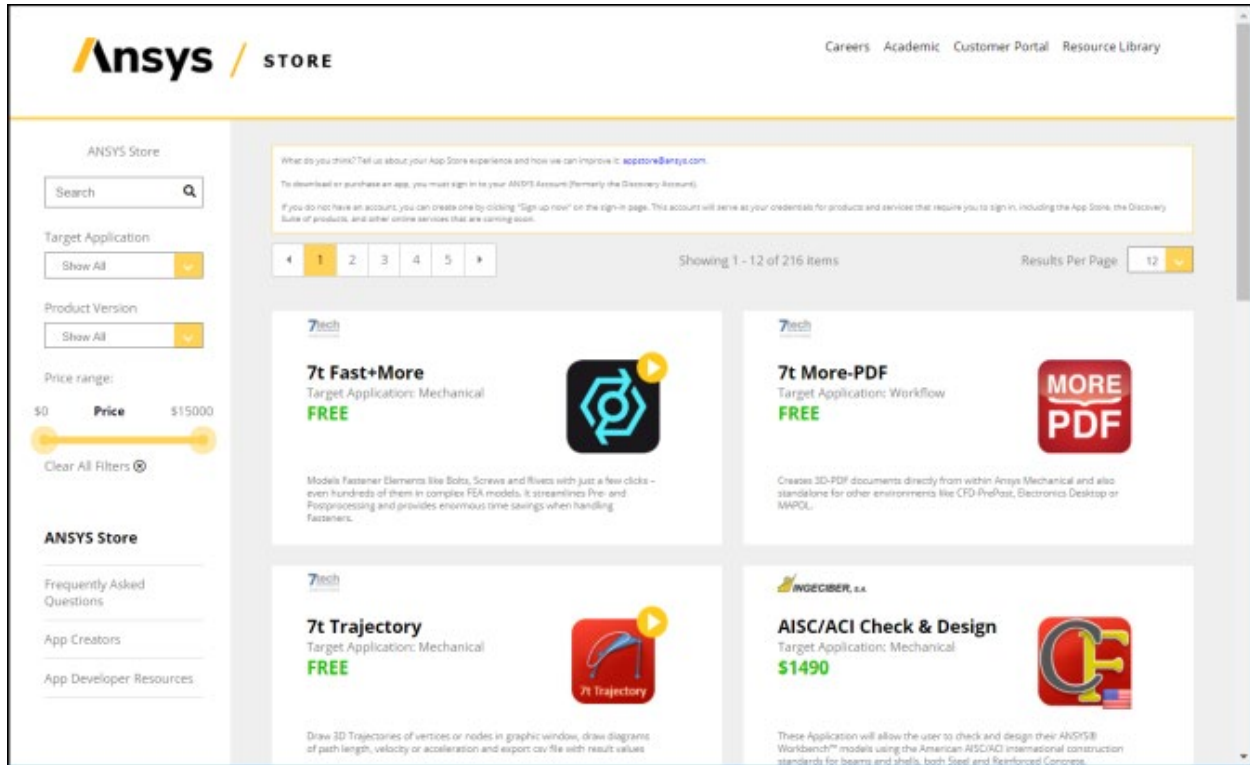 Ansys / STORE
Careers Academic Customer Portal Resource Library
ANSYS Store
Search
Target Application
Show All
Product Version
Show All
Price range:
$0 Price $15000
Clear All Filters
ANSYS Store
Frequently Asked
Questions
App Creators
App Developer Resources
What do you think? Tell us about your App Store experience and how we can improve it: appstore@ansys.com.
To download or purchase an app, you must sign in to your ANSYS Account (formerly the Discovery Account).
If you do not have an account, you can create one by clicking "Sign up now" on the sign-in page. This account will serve as your credentials for products and services that require you to sign in, including the App Store, the Discovery
Suite of products, and other online services that are coming soon.
1 2 3 4 5
Showing 1 - 12 of 216 items
Results Per Page 12
7tech
7t Fast+More
Target Application: Mechanical
FREE
Models Fastener Elements like Bolts, Screws and Rivets with just a few clicks –
even hundreds of them in complex FEA models. It streamlines Pre- and
Postprocessing and provides enormous time savings when handling
Fasteners.
7tech
7t More-PDF
Target Application: Workflow
FREE
MORE
PDF
Creates 3D-PDF documents directly from within Ansys Mechanical and also
standalone for other environments like CFD-PrePost, Electronics Desktop or
MAPDL.
7tech
7t Trajectory
Target Application: Mechanical
FREE
7t Trajectory
Draw 3D Trajectories of vertices or nodes in graphic window, draw diagrams
of path length, velocity or acceleration and export csv file with result values
INGECIBER, S.A.
AISC/ACI Check & Design
Target Application: Mechanical
$1490
CF
These Application will allow the user to check and design their ANSYS®
Workbench™ models using the American AISC/ACI international construction
standards for beams and shells, both Steel and Reinforced Concrete.